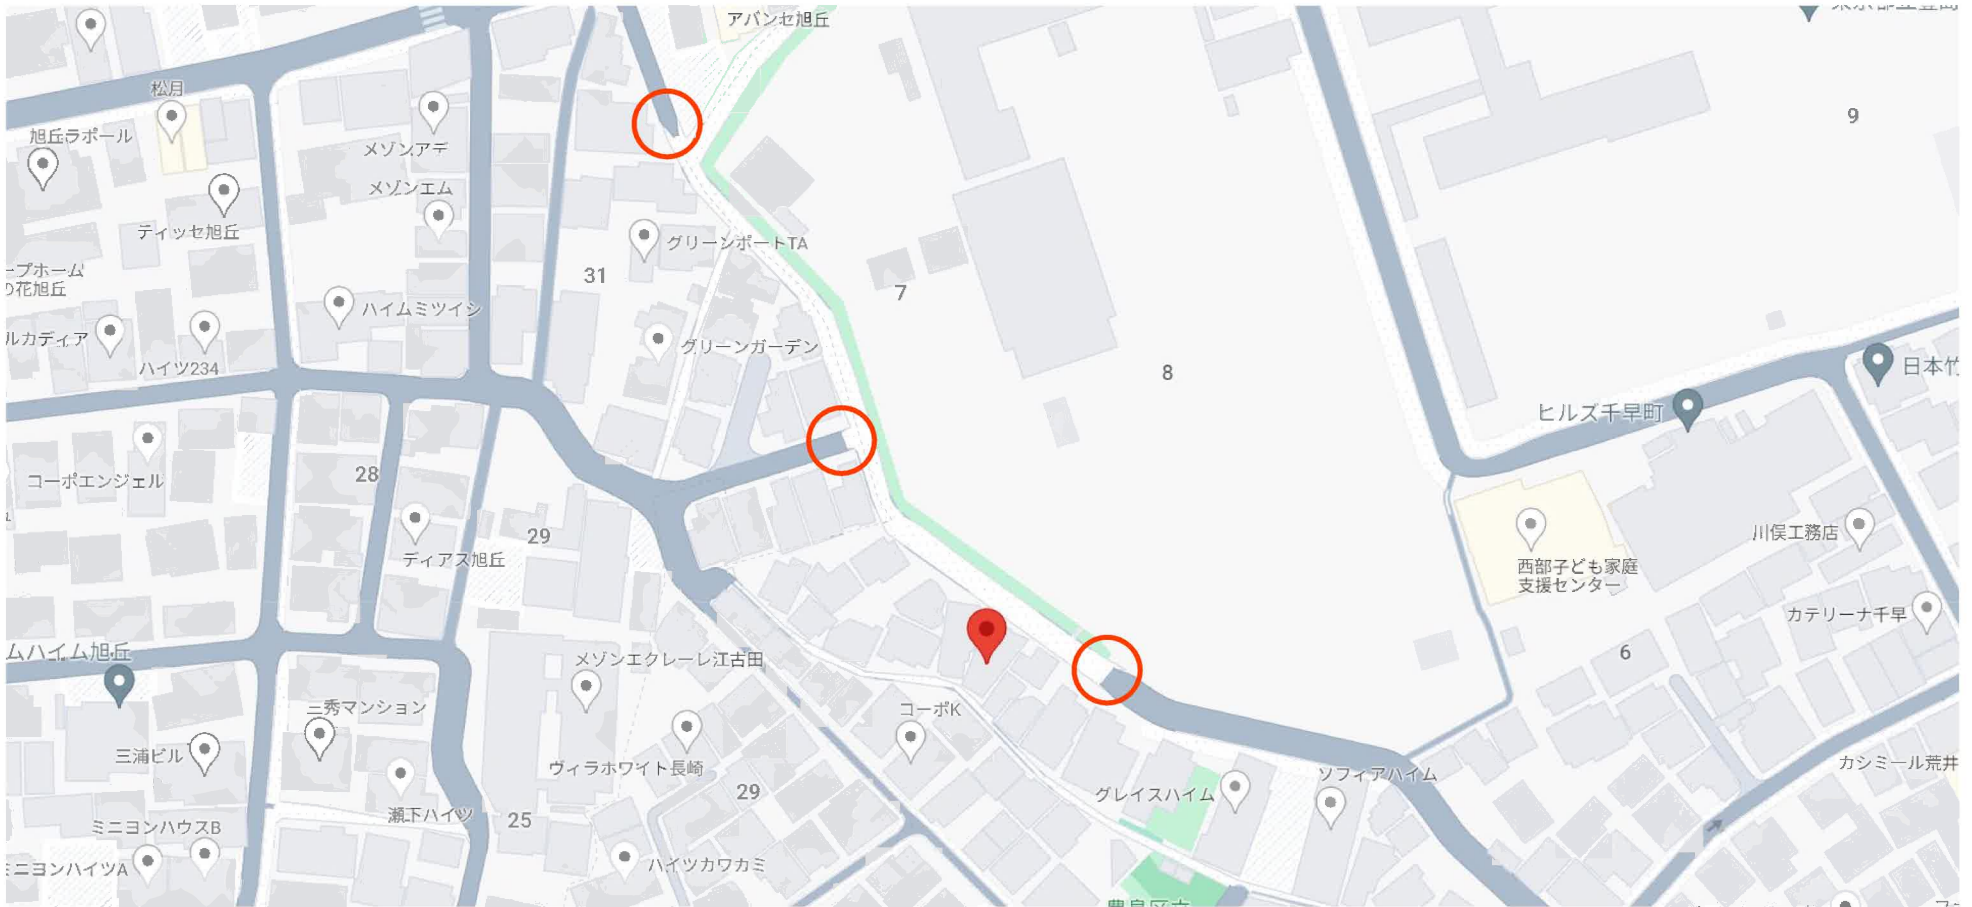 アバンセ旭丘
松月
旭丘ラポール
メゾンアデ
メゾンエム
ティッセ旭丘
グリーンポートTA
9
31
ープホーム
の花旭丘
7
ハイムミツイシ
ルカディア
グリーンガーデン
ハイツ234
8
日本竹
ヒルズ千早町
28
コーポエンジェル
29
川俣工務店
ディアス旭丘
西部子ども家庭
支援センター
カテリーナ千早
ムハイム旭丘
6
メゾンエクレーレ江古田
三秀マンション
コーポK
三浦ビル
ヴィラホワイト長崎
ソフィアハイム
カシミール荒井
29
グレイスハイム
瀬下ハイツ
25
ミニヨンハウスB
ハイツカワカミ
ミニヨンハイツA